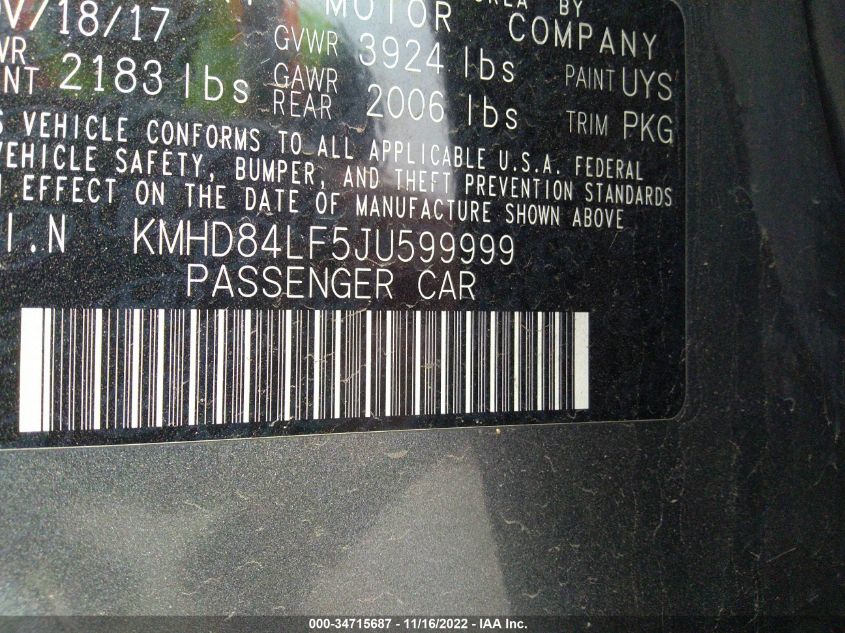 /18/17 MOTOR BY
GVWR 3924 lbs COMPANY
2183 lbs GAWR REAR 2006 lbs PAINT UYS
TRIM PKG
VEHICLE CONFORMS TO ALL APPLICABLE U.S.A. FEDERAL
VEHICLE SAFETY, BUMPER, AND THEFT PREVENTION STANDARDS
EFFECT ON THE DATE OF MANUFACTURE SHOWN ABOVE
I.N KMHD84LF5JU599999
PASSENGER CAR
000-34715687 - 11/16/2022 - IAA Inc.